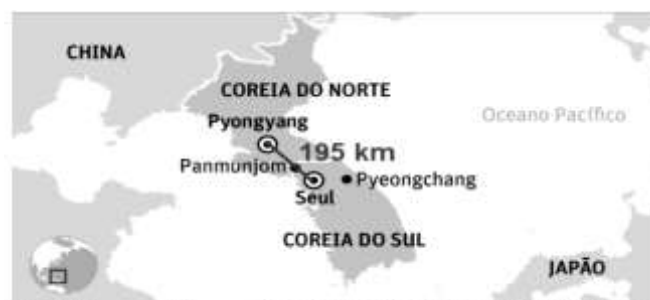 CHINA
COREIA DO NORTE
Pyongyang
Oceano Pacífico
195 km
Panmunjom
Pyeongchang
Seul
COREIA DO SUL
JAPÃO